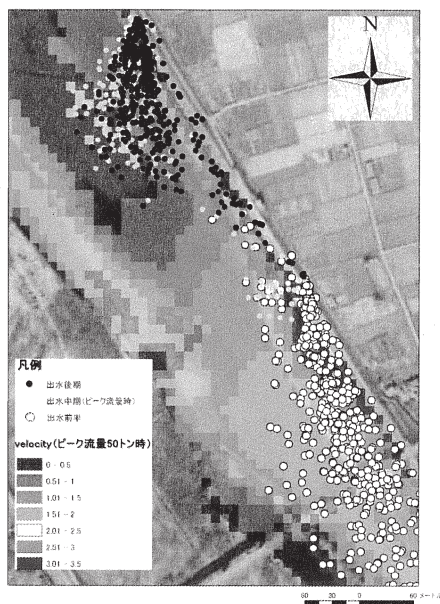 N
凡例
出水後期
出水中期(ピーク流量時)
出水前期
velocity(ピーク流量50トン時)
0 - 0.5
0.51 - 1
1.01 - 1.5
1.51 - 2
2.01 - 2.5
2.51 - 3
3.01 - 3.5
60 30 0 60 メートル